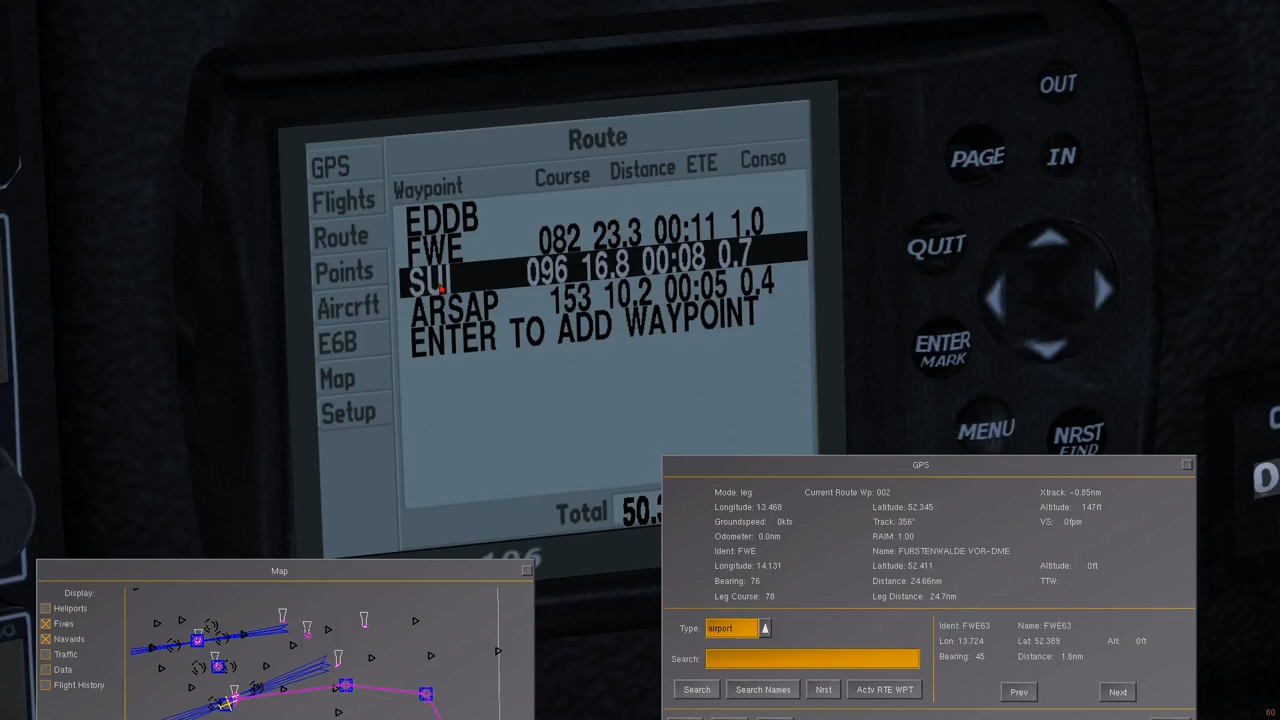 OUT
PAGE
IN
QUIT
ENTER
MARK
MENU
NRST
FIND
GPS
Flights
Route
Points
Aircrft
E6B
Map
Setup
Route
Waypoint Course Distance ETE Conso
EDDB
FWE 082 23.3 00:11 1.0
SUI 096 16.8 00:08 0.7
ARSAP 153 10.2 00:05 0.4
ENTER TO ADD WAYPOINT
Total 50.
GPS
Mode: leg Current Route Wp: 002 Xtrack: -0.85nm
Longitude: 13.468 Latitude: 52.345 Altitude: 147ft
Groundspeed: 0kts Track: 356° VS: 0fpm
Odometer: 0.0nm RAIM: 1.00
Ident: FWE Name: FURSTENWALDE VOR-DME
Longitude: 14.131 Latitude: 52.411 Altitude: 0ft
Bearing: 76 Distance: 24.66nm TTW:
Leg Course: 78 Leg Distance: 24.7nm
Type: airport
Search:
Search Search Names Nrst Actv RTE WPT
Ident: FWE63 Name: FWE63
Lon: 13.724 Lat: 52.389 Alt: 0ft
Bearing: 45 Distance: 1.6nm
Prev Next
Map
Display:
Heliports
Fixes
Navaids
Traffic
Data
Flight History
60